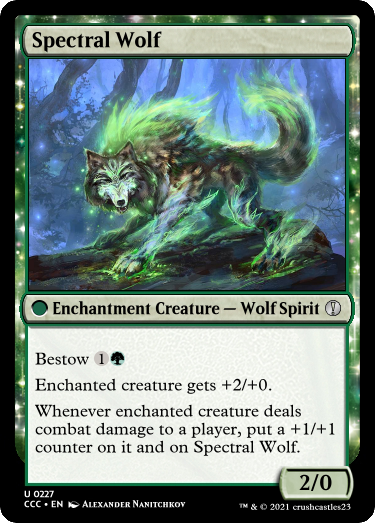 Spectral Wolf
Enchantment Creature — Wolf Spirit
Bestow 1
Enchanted creature gets +2/+0.
Whenever enchanted creature deals
combat damage to a player, put a +1/+1
counter on it and on Spectral Wolf.
2/0
U 0227
CCC • EN Alexander Nanitchkov
™ & © 2021 crushcastles23